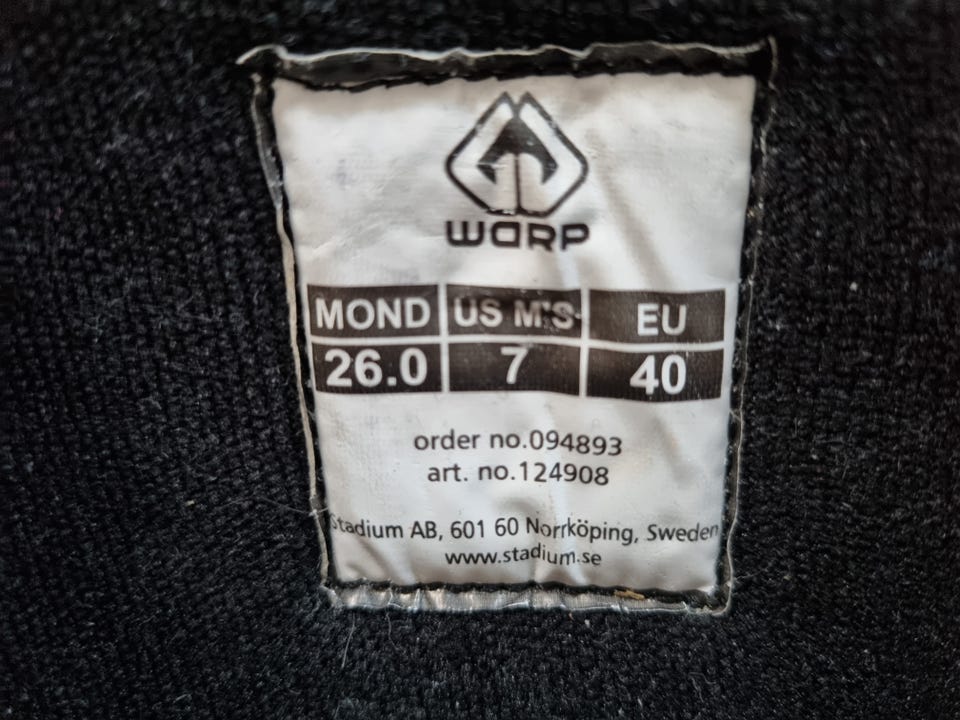 WARP
MOND US M'S EU
26.0 7 40
order no.094893
art. no.124908
Stadium AB, 601 60 Norrköping, Sweden
www.stadium.se